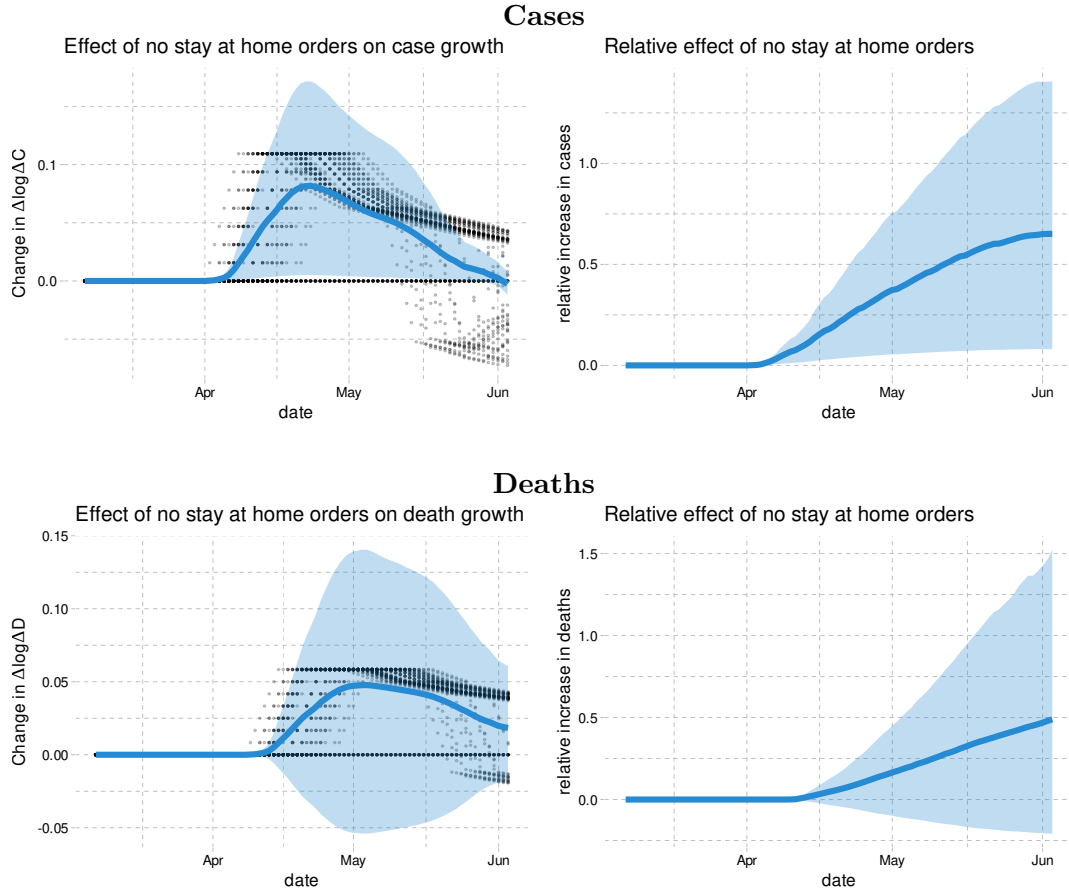 Cases
Effect of no stay at home orders on case growth
Change in ΔlogΔC
0.1
0.0
Apr
May
Jun
date
Relative effect of no stay at home orders
relative increase in cases
1.0
0.5
0.0
Apr
May
Jun
date
Deaths
Effect of no stay at home orders on death growth
Change in ΔlogΔD
0.15
0.10
0.05
0.00
-0.05
Apr
May
Jun
date
Relative effect of no stay at home orders
relative increase in deaths
1.5
1.0
0.5
0.0
Apr
May
Jun
date